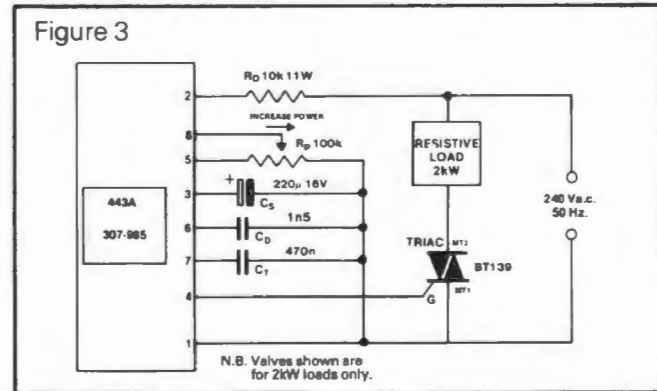 Figure 3
2
R_D 10k 11W
INCREASE POWER
8
5
R_P 100k
RESISTIVE
LOAD
2kW
3
+
220μ 16V
C_S
443A
307-985
6
1n5
C_D
7
470n
C_T
240 Va.c.
50 Hz.
TRIAC
MT2
BT139
MT1
4
G
1
N.B. Valves shown are
for 2kW loads only.